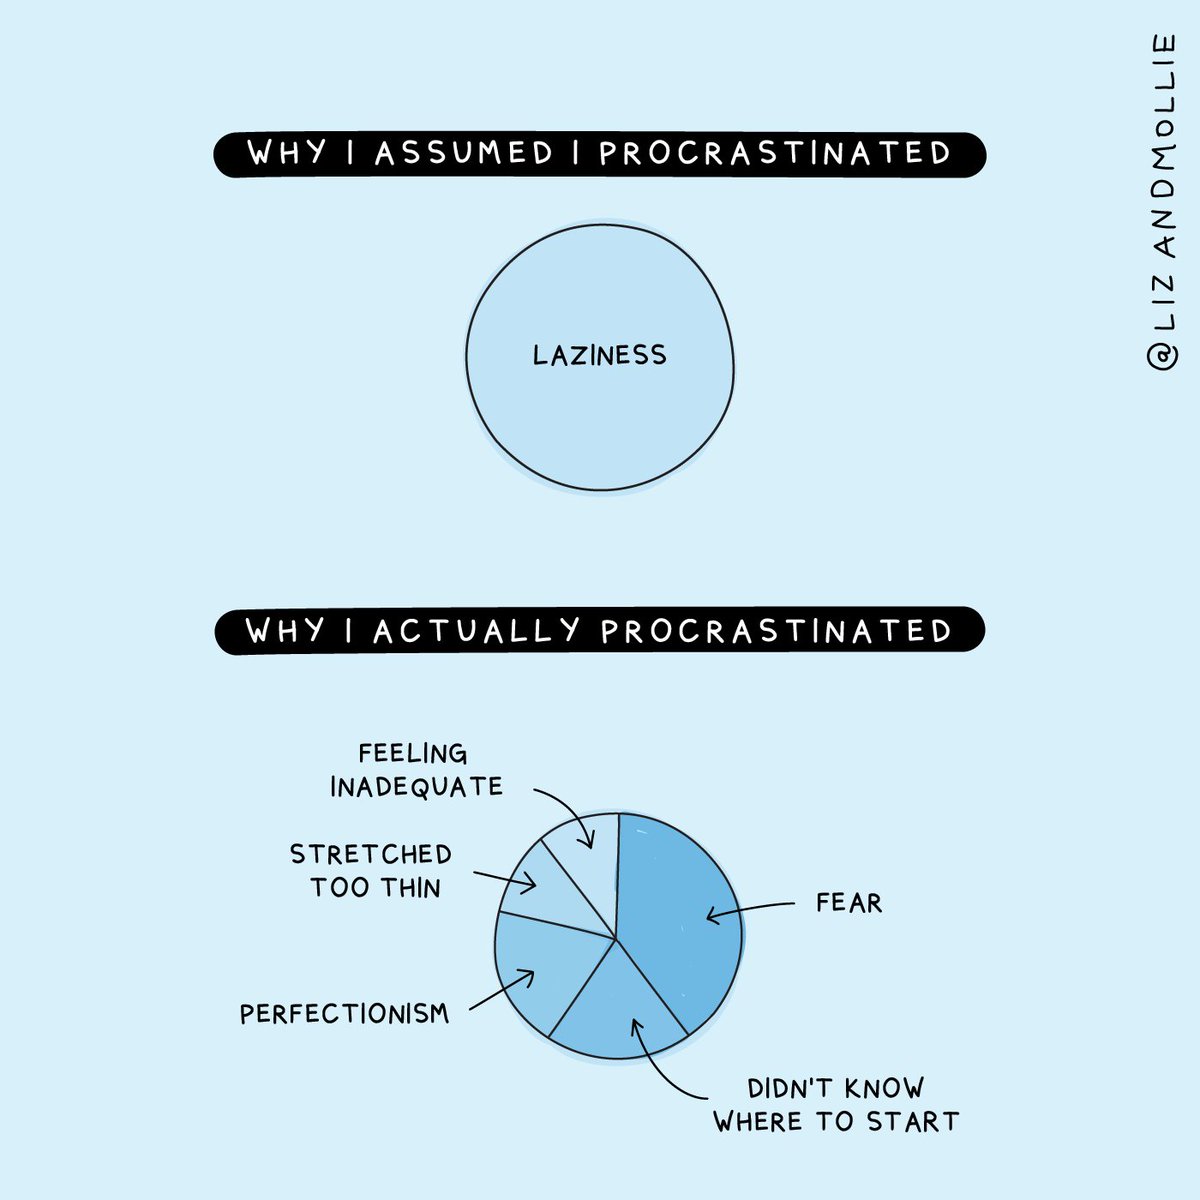 WHY I ASSUMED I PROCRASTINATED
@LIZANDMOLLIE
LAZINESS
WHY I ACTUALLY PROCRASTINATED
FEELING
INADEQUATE
STRETCHED
TOO THIN
FEAR
PERFECTIONISM
DIDN'T KNOW
WHERE TO START